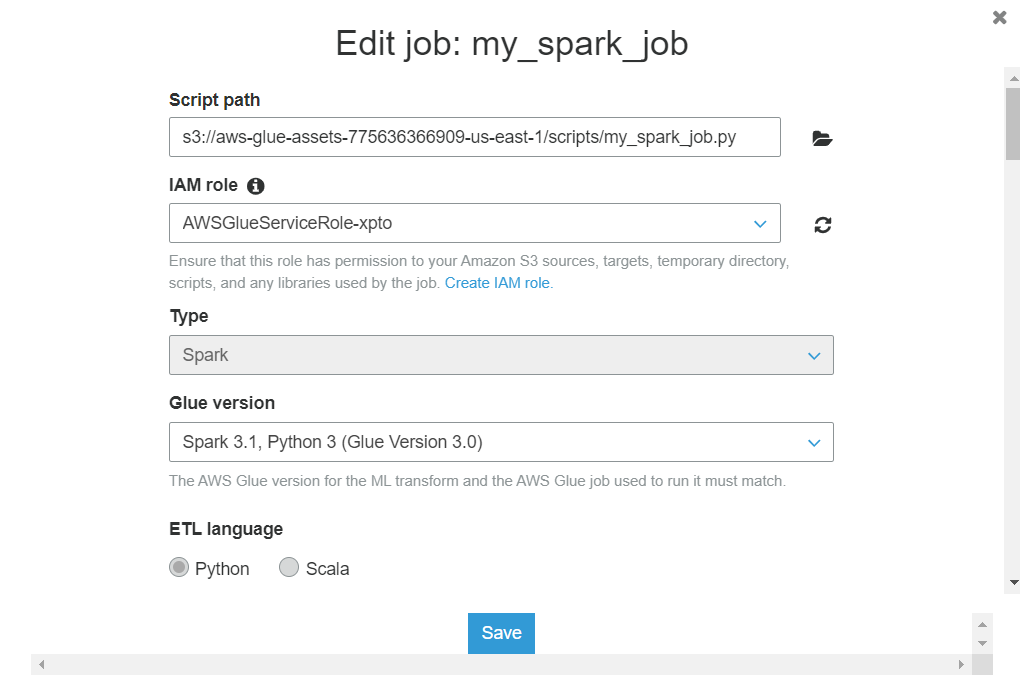 Edit job: my_spark_job
Script path
s3://aws-glue-assets-775636366909-us-east-1/scripts/my_spark_job.py
IAM role
AWSGlueServiceRole-xpto
Ensure that this role has permission to your Amazon S3 sources, targets, temporary directory,
scripts, and any libraries used by the job. Create IAM role.
Type
Spark
Glue version
Spark 3.1, Python 3 (Glue Version 3.0)
The AWS Glue version for the ML transform and the AWS Glue job used to run it must match.
ETL language
Python Scala
Save